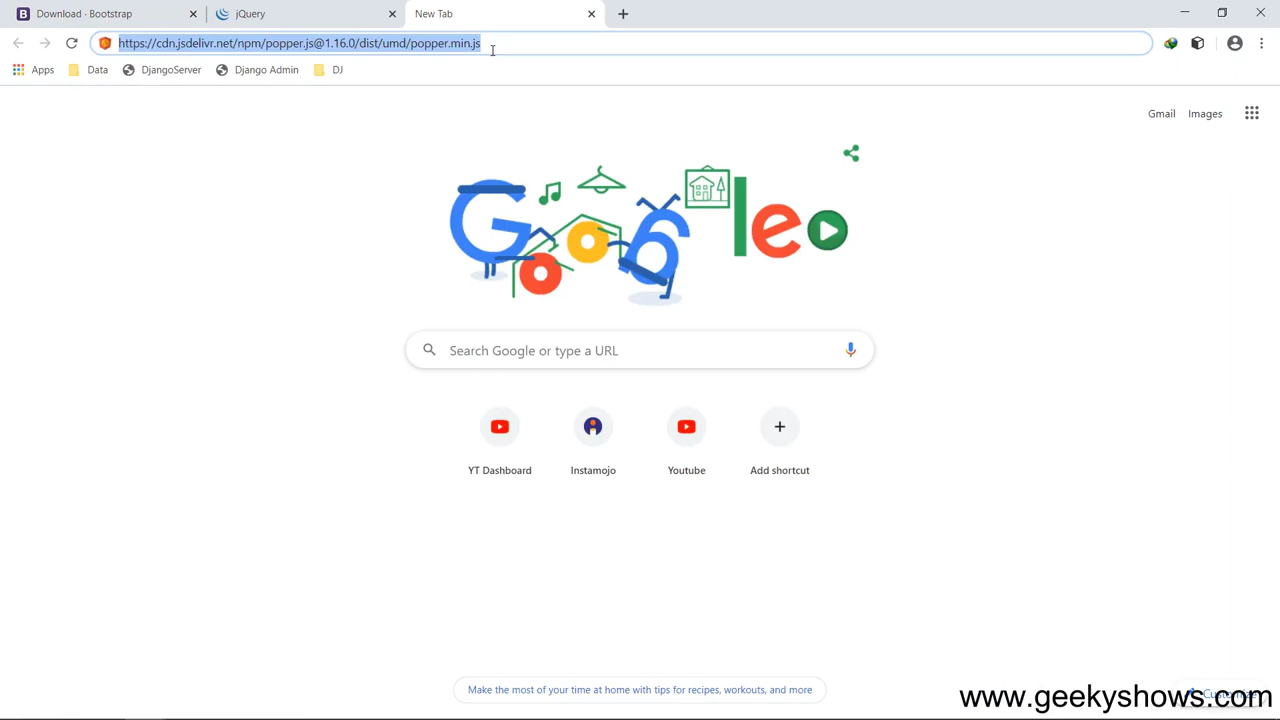 Download · Bootstrap
jQuery
New Tab
https://cdn.jsdelivr.net/npm/popper.js@1.16.0/dist/umd/popper.min.js
Apps
Data
DjangoServer
Django Admin
DJ
Gmail
Images
Google
Search Google or type a URL
YT Dashboard
Instamojo
Youtube
Add shortcut
Make the most of your time at home with tips for recipes, workouts, and more
Customize
www.geekyshows.com